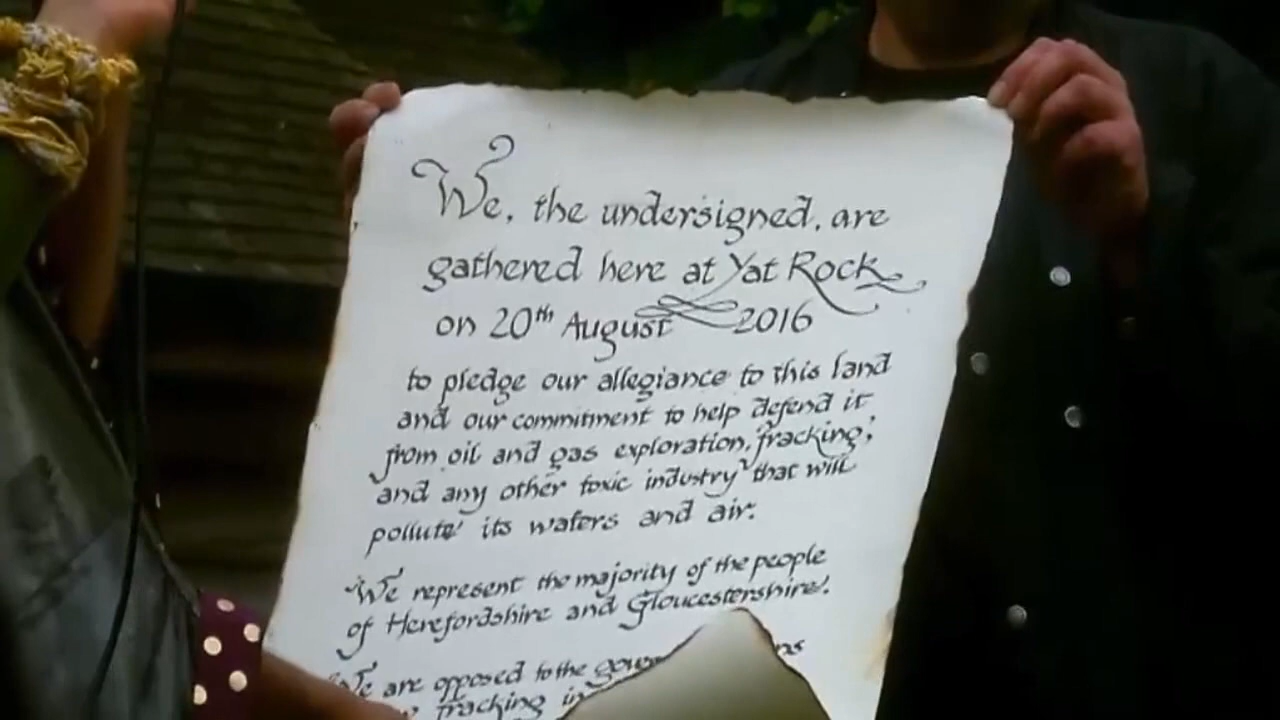 We, the undersigned, are
gathered here at Yat Rock
on 20th August 2016
to pledge our allegiance to this land
and our commitment to help defend it
from oil and gas exploration, fracking,
and any other toxic industry that will
pollute its waters and air.
We represent the majority of the people
of Herefordshire and Gloucestershire.
We are opposed to the
fracking